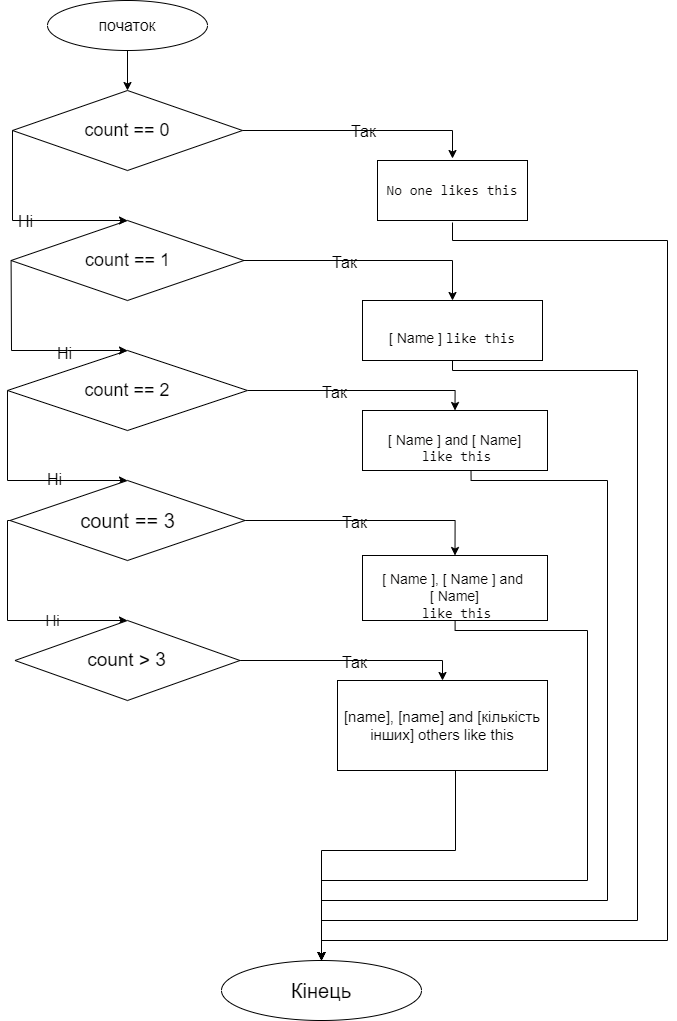 початок
count == 0
Так
No one likes this
Ні
count == 1
Так
[ Name ] like this
Ні
count == 2
Так
[ Name ] and [ Name]
like this
Ні
count == 3
Так
[ Name ], [ Name ] and
[ Name]
like this
Ні
count > 3
Так
[name], [name] and [кількість
інших] others like this
Кінець